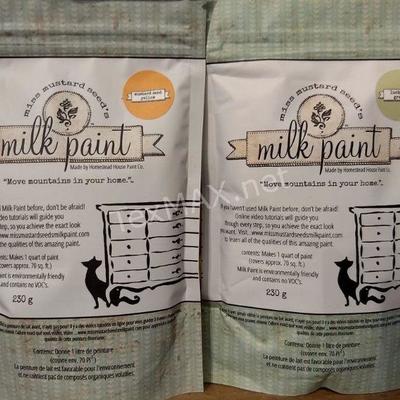 miss mustard seed's
mustard seed
yellow
milk paint
Made by Homestead House Paint Co.
"Move mountains in your home."
used Milk Paint before, don't be afraid!
Online video tutorials will guide you
through every step, so you achieve the exact look
you want. Visit
www.missmustardseedsmilkpaint.com
to learn all of the qualities of this amazing paint.
contents: Makes 1 quart of paint
(covers approx. 70 sq. ft.)
Milk Paint is environmentally friendly
and contains no VOC's.
230 g
Contenu: Donne 1 litre de peinture
(couvre env. 70 Pi²)
La peinture de lait est favorable pour l'environnement
et ne contient pas de composés organiques volatiles.
miss mustard seed's
milk paint
Made by Homestead House Paint Co.
"Move mountains in your home."
If you haven't used Milk Paint before, don't be afraid!
Online video tutorials will guide you
through every step, so you achieve the exact look
you want. Visit
www.missmustardseedsmilkpaint.com
to learn all of the qualities of this amazing paint.
contents: Makes 1 quart of paint
(covers approx. 70 sq. ft.)
Milk Paint is environmentally friendly
and contains no VOC's.
230 g
Contenu: Donne 1 litre de peinture
(couvre env. 70 Pi²)
La peinture de lait est favorable pour l'environnement
et ne contient pas de composés organiques volatiles.
TexMAX.net